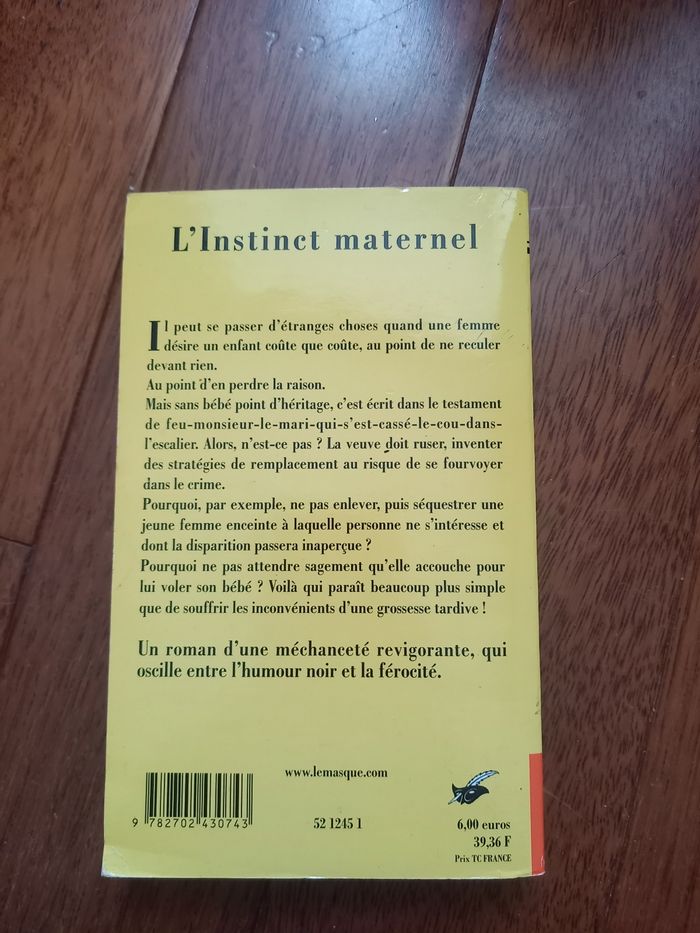 L'Instinct maternel
Il peut se passer d'étranges choses quand une femme
désire un enfant coûte que coûte, au point de ne reculer
devant rien.
Au point d'en perdre la raison.
Mais sans bébé point d'héritage, c'est écrit dans le testament
de feu-monsieur-le-mari-qui-s'est-cassé-le-cou-dans-
l'escalier. Alors, n'est-ce pas ? La veuve doit ruser, inventer
des stratégies de remplacement au risque de se fourvoyer
dans le crime.
Pourquoi, par exemple, ne pas enlever, puis séquestrer une
jeune femme enceinte à laquelle personne ne s'intéresse et
dont la disparition passera inaperçue ?
Pourquoi ne pas attendre sagement qu'elle accouche pour
lui voler son bébé ? Voilà qui paraît beaucoup plus simple
que de souffrir les inconvénients d'une grossesse tardive !
Un roman d'une méchanceté revigorante, qui
oscille entre l'humour noir et la férocité.
www.lemasque.com
9 782702 430743
52 1245 1
6,00 euros
39,36 F
Prix TC FRANCE